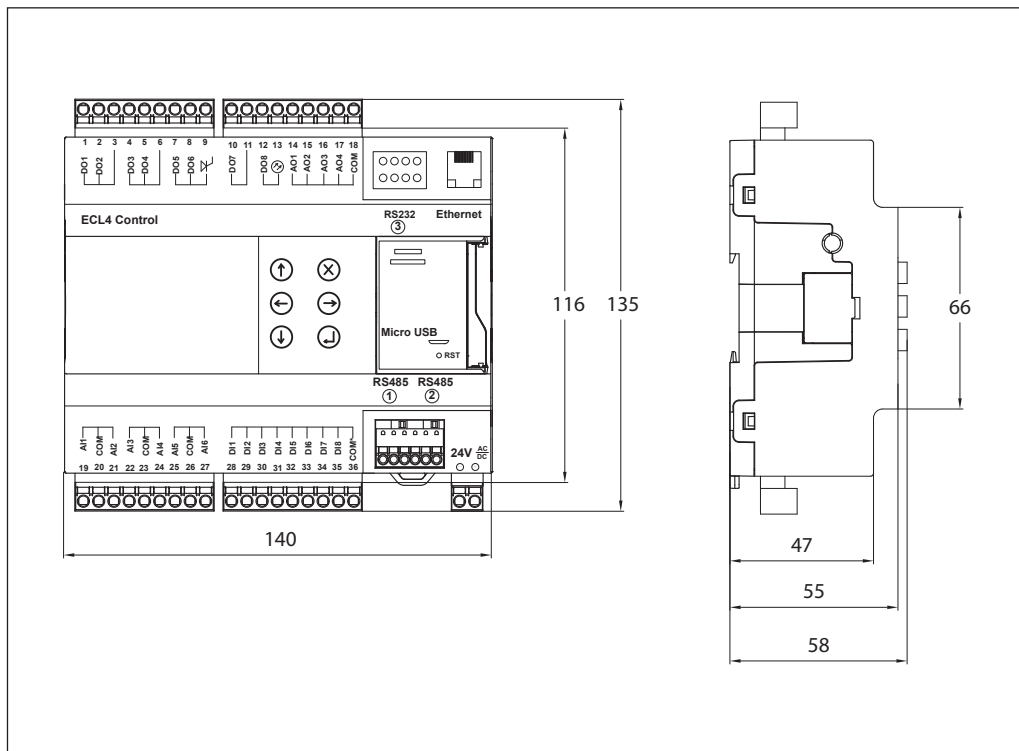 1 2 3 4 5 6 7 8 9 10 11 12 13 14 15 16 17 18
DO1 DO2 DO3 DO4 DO5 DO6 DO7 DO8 AO1 AO2 AO3 AO4 COM
ECL4 Control
RS232 Ethernet
3
Micro USB
RST
RS485 RS485
1 2
AI1 COM AI2 AI3 COM AI4 AI5 COM AI6 DI1 DI2 DI3 DI4 DI5 DI6 DI7 DI8 COM'
19 20 21 22 23 24 25 26 27 28 29 30 31 32 33 34 35 36
24V AC
DC
116
135
140
66
47
55
58